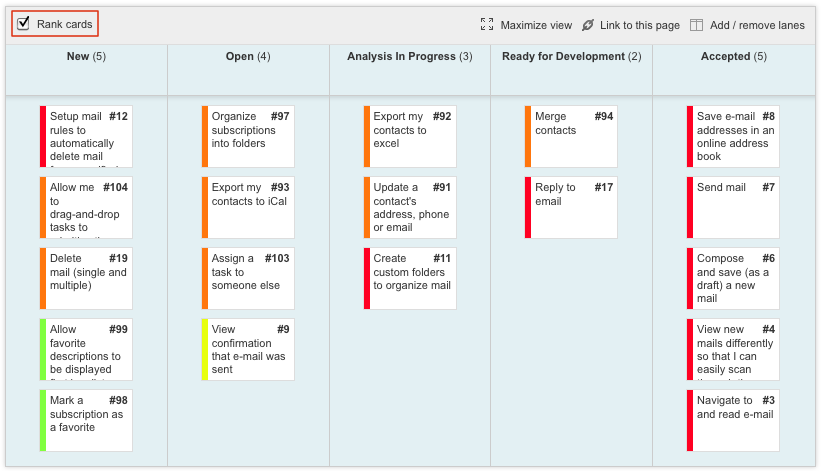 Rank cards
Maximize view
Link to this page
Add / remove lanes
New (5)
Open (4)
Analysis In Progress (3)
Ready for Development (2)
Accepted (5)
Setup mail #12
rules to
automatically
delete mail
Allow me #104
to
drag-and-drop
tasks to
Delete #19
mail (single and
multiple)
Allow #99
favorite
descriptions to
be displayed
Mark a #98
subscription as
a favorite
Organize #97
subscriptions
into folders
Export my #93
contacts to iCal
Assign a #103
task to
someone else
View #9
confirmation
that e-mail was
sent
Export my #92
contacts to
excel
Update a #91
contact's
address, phone
or email
Create #11
custom folders
to organize mail
Merge #94
contacts
Reply to #17
email
Save e-mail #8
addresses in an
online address
book
Send mail #7
Compose #6
and save (as a
draft) a new
mail
View new #4
mails differently
so that I can
easily scan
Navigate to #3
and read e-mail